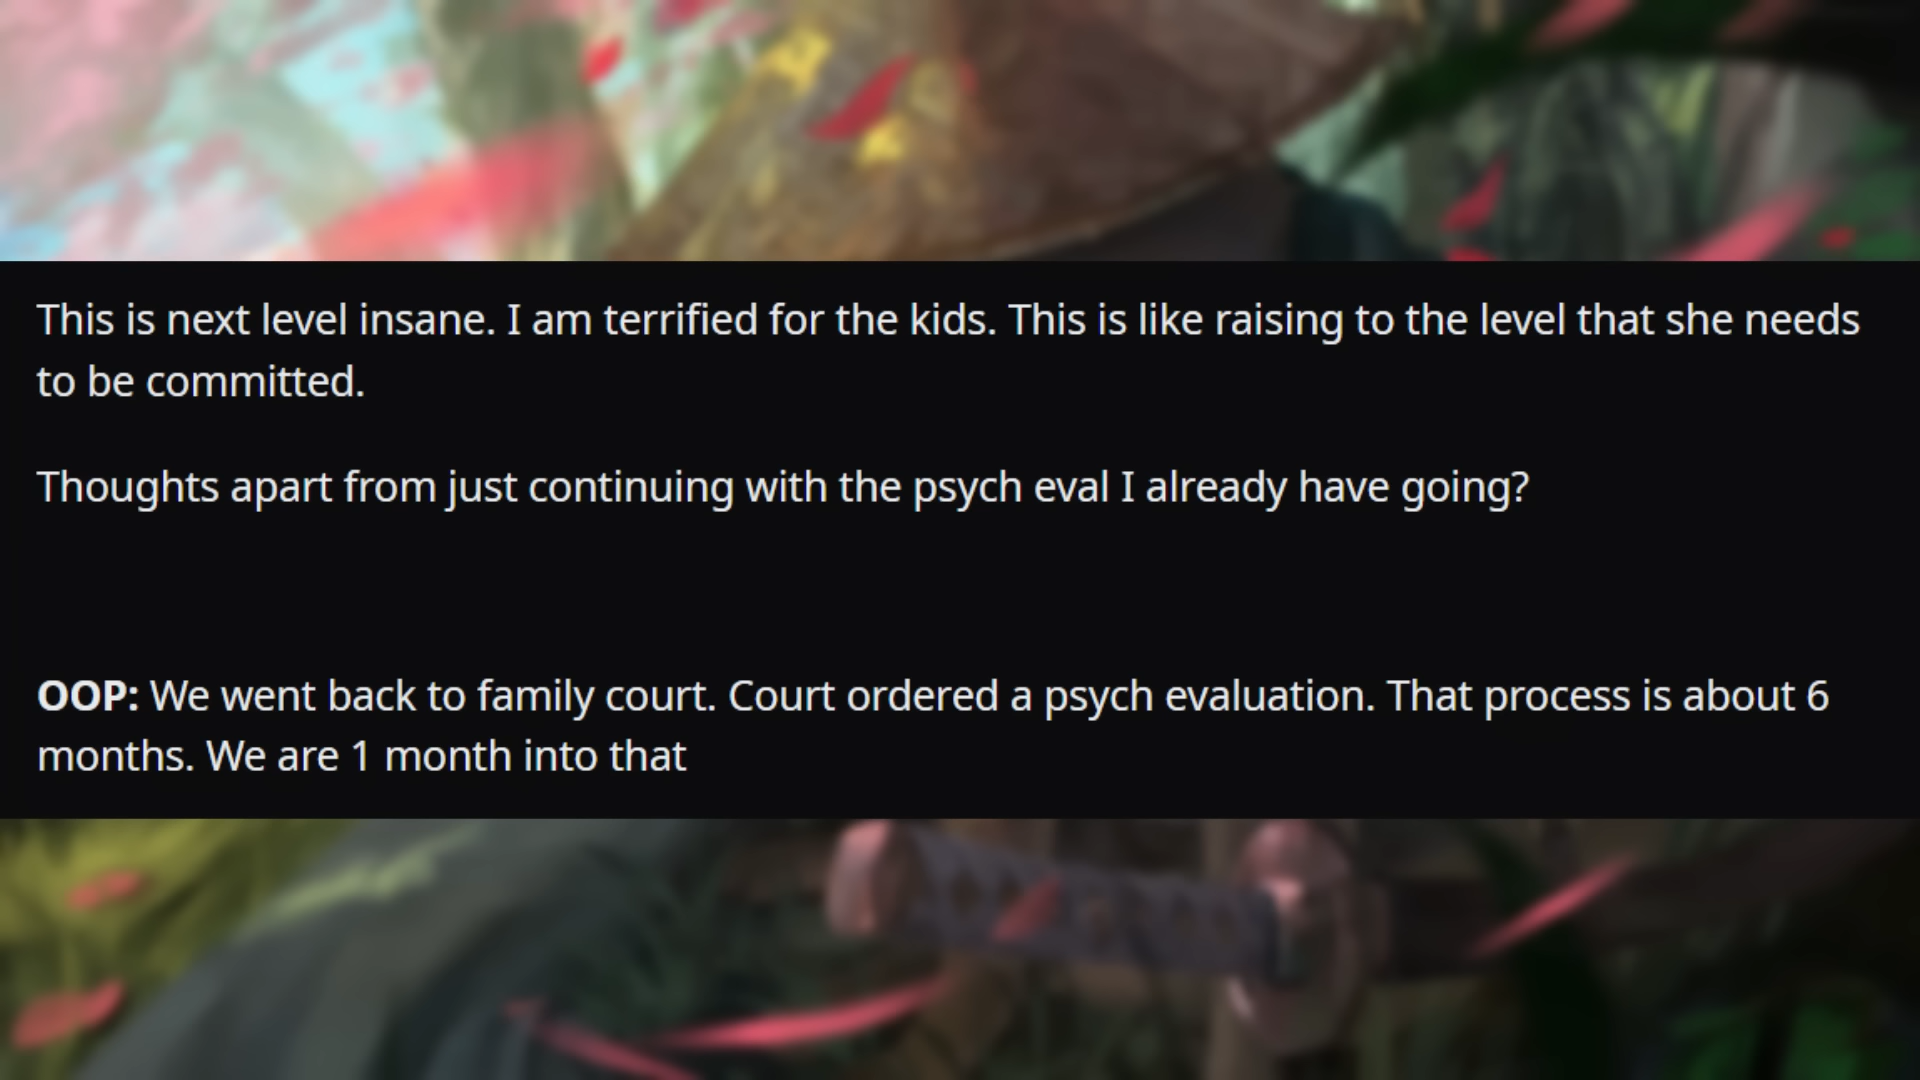 This is next level insane. I am terrified for the kids. This is like raising to the level that she needs
to be committed.
Thoughts apart from just continuing with the psych eval I already have going?
OOP: We went back to family court. Court ordered a psych evaluation. That process is about 6
months. We are 1 month into that